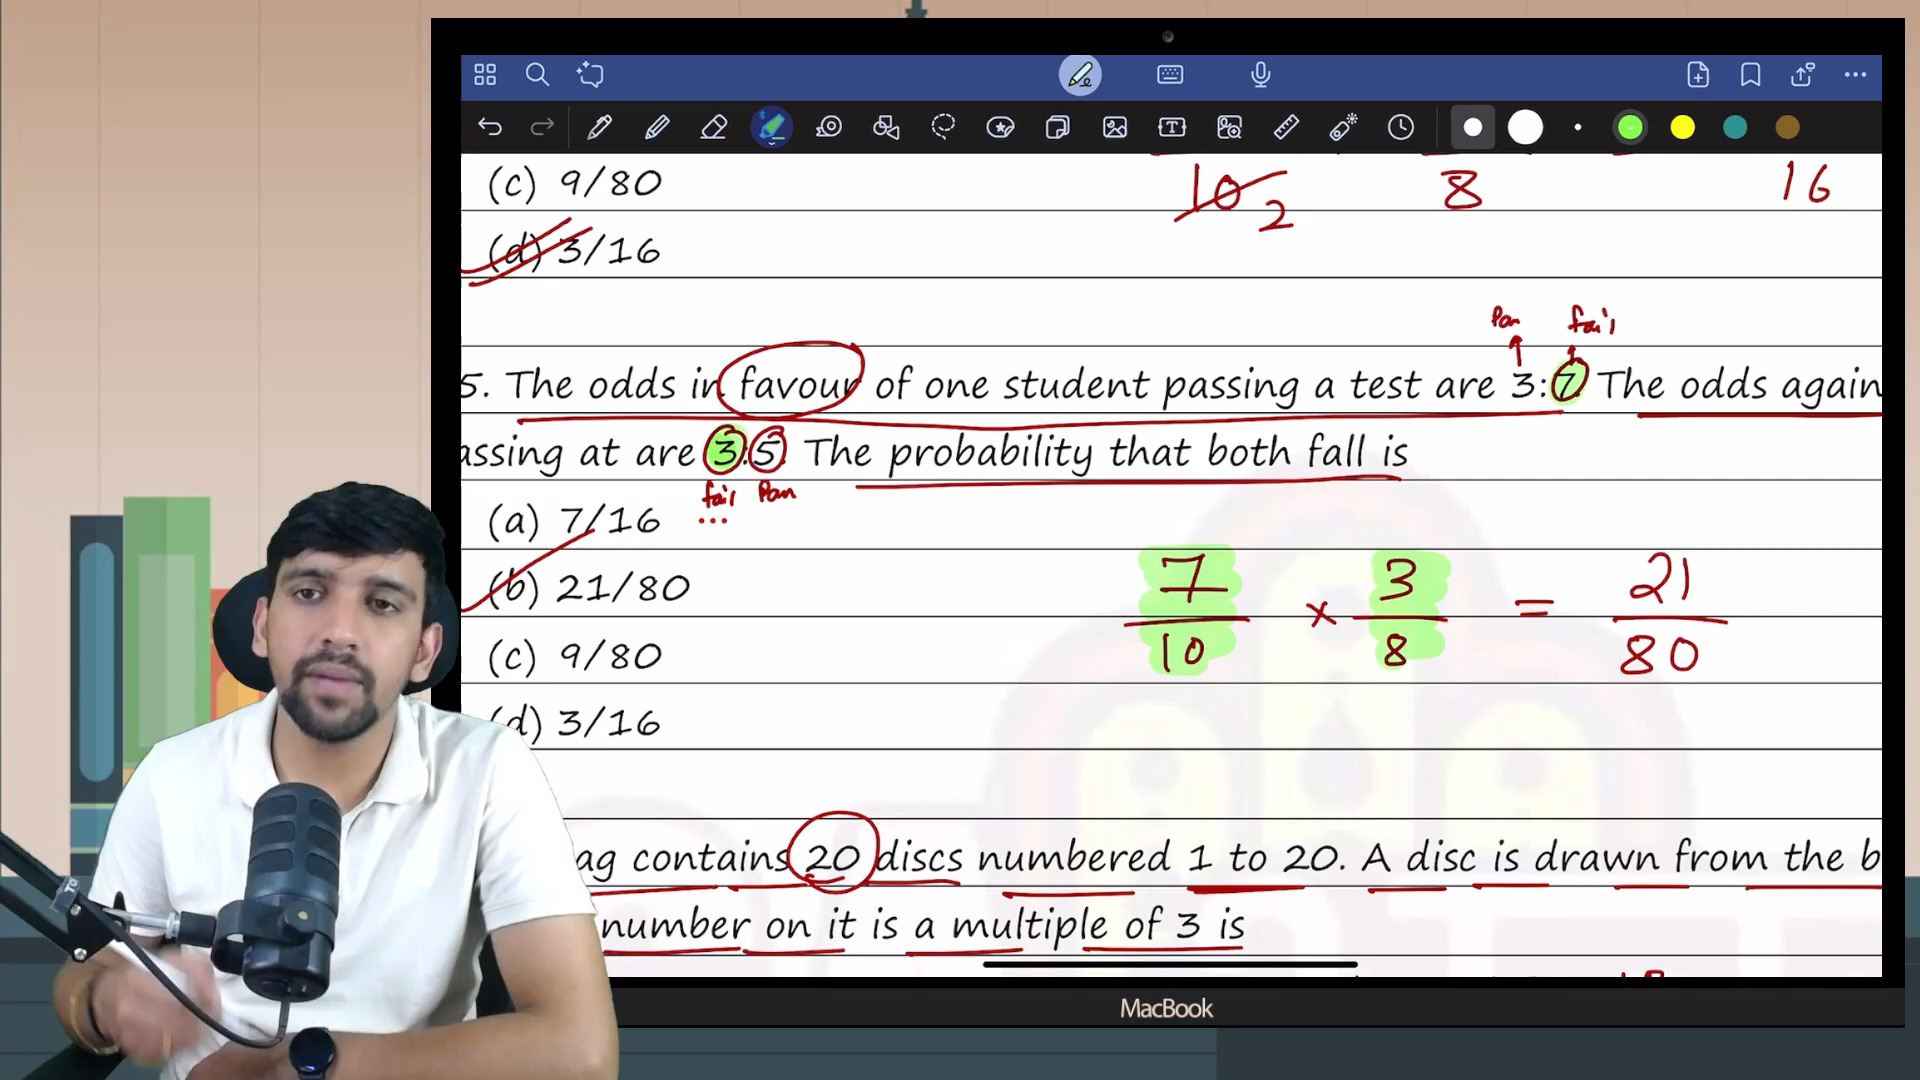 (c) 9/80
10 2 8 16
(d) 3/16
Pass fail
5. The odds in favour of one student passing a test are 3:7. The odds again
assing at are 3:5. The probability that both fall is
fail Pass
(a) 7/16
(b) 21/80
7/10 × 3/8 = 21/80
(c) 9/80
(d) 3/16
ag contains 20 discs numbered 1 to 20. A disc is drawn from the b
number on it is a multiple of 3 is
MacBook